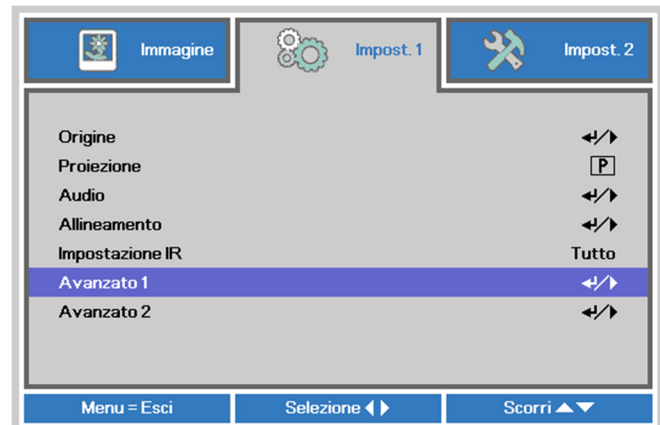 Immagine
Impost. 1
Impost. 2
Origine
Proiezione P
Audio
Allineamento
Impostazione IR Tutto
Avanzato 1
Avanzato 2
Menu = Esci Selezione Scorri